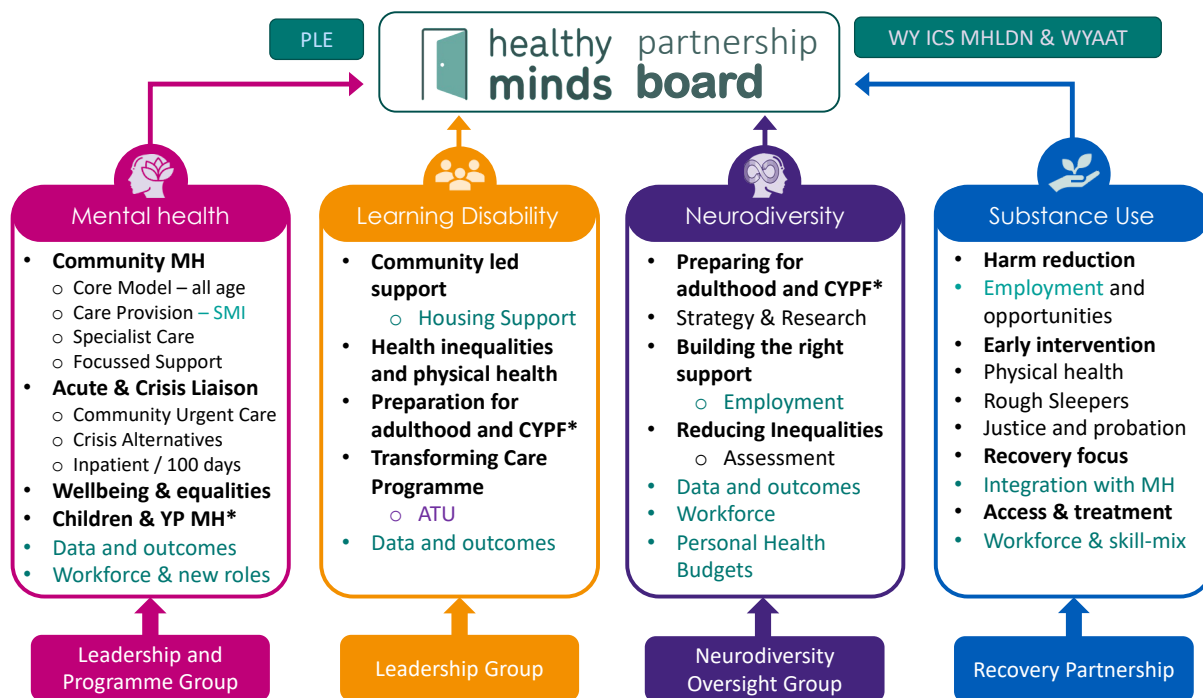 PLE
healthy partnership
minds board
WY ICS MHLDN & WYAAT
Mental health
• Community MH
o Core Model – all age
o Care Provision – SMI
o Specialist Care
o Focussed Support
• Acute & Crisis Liaison
o Community Urgent Care
o Crisis Alternatives
o Inpatient / 100 days
• Wellbeing & equalities
• Children & YP MH*
• Data and outcomes
• Workforce & new roles
Leadership and
Programme Group
Learning Disability
• Community led
support
o Housing Support
• Health inequalities
and physical health
• Preparation for
adulthood and CYPF*
• Transforming Care
Programme
o ATU
• Data and outcomes
Leadership Group
Neurodiversity
• Preparing for
adulthood and CYPF*
• Strategy & Research
• Building the right
support
o Employment
• Reducing Inequalities
o Assessment
• Data and outcomes
• Workforce
• Personal Health
Budgets
Neurodiversity
Oversight Group
Substance Use
• Harm reduction
• Employment and
opportunities
• Early intervention
• Physical health
• Rough Sleepers
• Justice and probation
• Recovery focus
• Integration with MH
• Access & treatment
• Workforce & skill-mix
Recovery Partnership